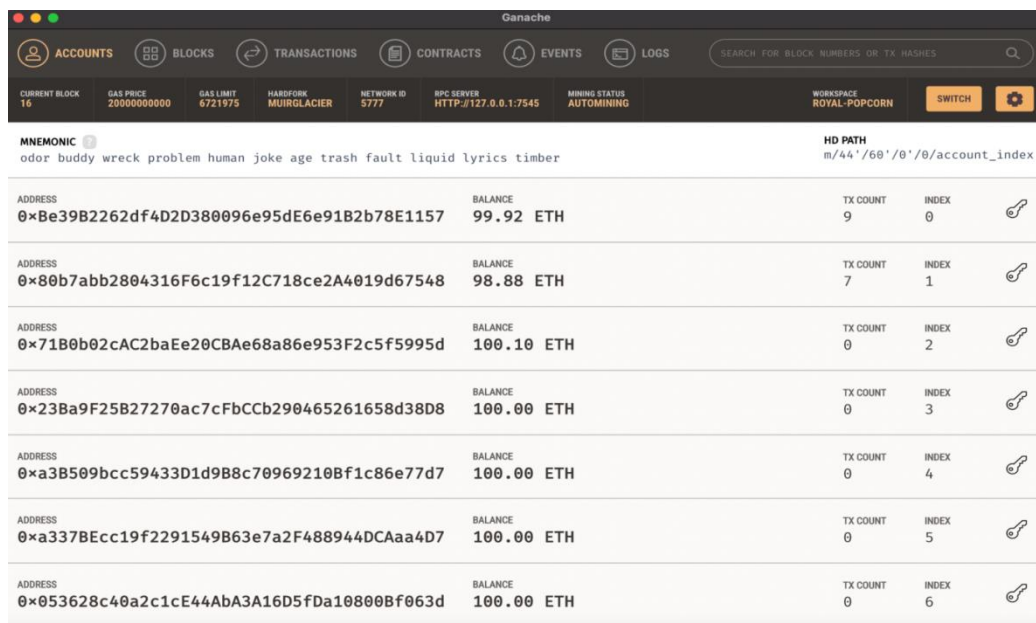 Ganache
ACCOUNTS BLOCKS TRANSACTIONS CONTRACTS EVENTS LOGS SEARCH FOR BLOCK NUMBERS OR TX HASHES
CURRENT BLOCK GAS PRICE GAS LIMIT HARDFORK NETWORK ID RPC SERVER MINING STATUS WORKSPACE
16 20000000000 6721975 MUIRGLACIER 5777 HTTP://127.0.0.1:7545 AUTOMINING ROYAL-POPCORN SWITCH
MNEMONIC ? HD PATH
odor buddy wreck problem human joke age trash fault liquid lyrics timber m/44'/60'/0'/0/account_index
ADDRESS BALANCE TX COUNT INDEX
0×Be39B2262df4D2D380096e95dE6e91B2b78E1157 99.92 ETH 9 0
ADDRESS BALANCE TX COUNT INDEX
0×80b7abb2804316F6c19f12C718ce2A4019d67548 98.88 ETH 7 1
ADDRESS BALANCE TX COUNT INDEX
0×71B0b02cAC2baEe20CBAe68a86e953F2c5f5995d 100.10 ETH 0 2
ADDRESS BALANCE TX COUNT INDEX
0×23Ba9F25B27270ac7cFbCCb290465261658d38D8 100.00 ETH 0 3
ADDRESS BALANCE TX COUNT INDEX
0×a3B509bcc59433D1d9B8c70969210Bf1c86e77d7 100.00 ETH 0 4
ADDRESS BALANCE TX COUNT INDEX
0×a337BEcc19f2291549B63e7a2F488944DCAaa4D7 100.00 ETH 0 5
ADDRESS BALANCE TX COUNT INDEX
0×053628c40a2c1cE44AbA3A16D5fDa10800Bf063d 100.00 ETH 0 6